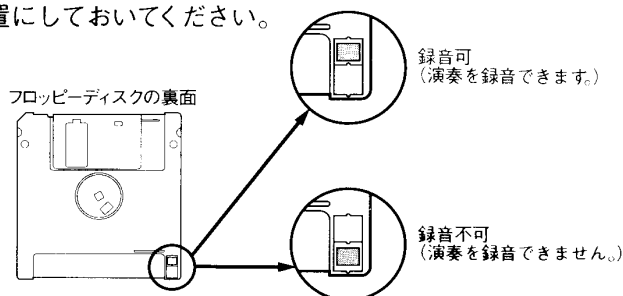 置にしておいてください。
録音可
（演奏を録音できます。）
フロッピーディスクの裏面
録音不可
（演奏を録音できません。）